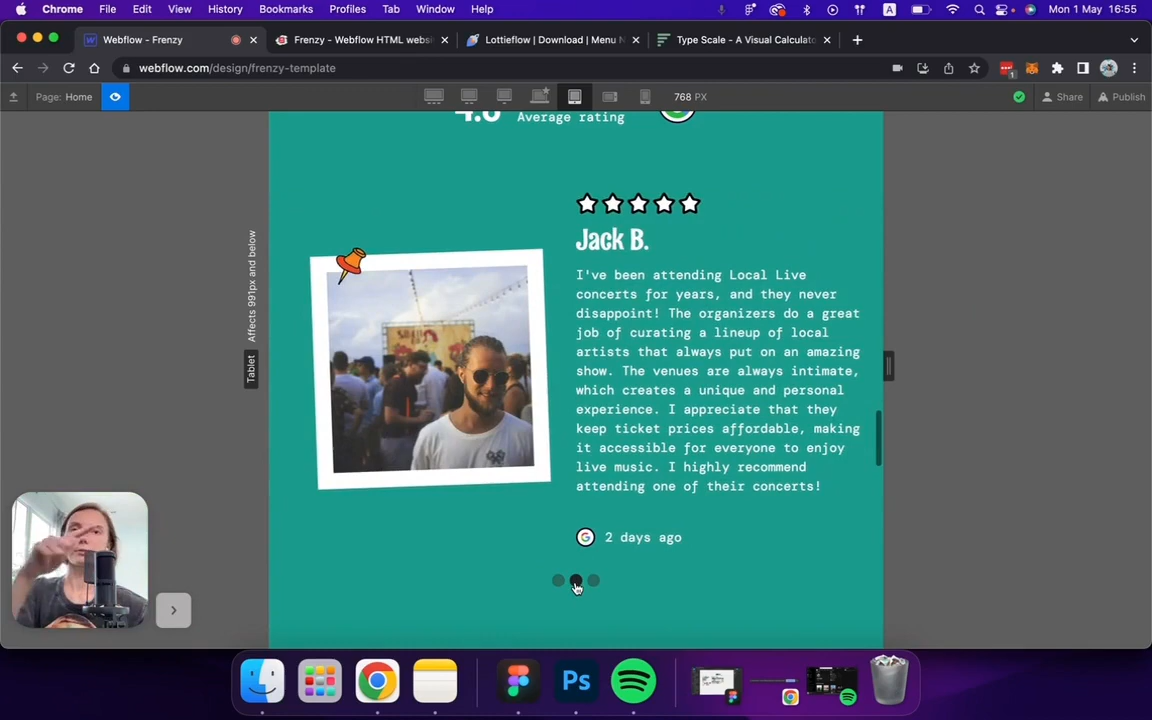 Chrome File Edit View History Bookmarks Profiles Tab Window Help A Mon 1 May 16:55
Webflow - Frenzy Frenzy - Webflow HTML websi Lottieflow | Download | Menu N Type Scale - A Visual Calculato
webflow.com/design/frenzy-template 1
Page: Home 768 PX Share Publish
4.8 Average rating
Affects 991px and below
Tablet
Jack B.
I've been attending Local Live
concerts for years, and they never
disappoint! The organizers do a great
job of curating a lineup of local
artists that always put on an amazing
show. The venues are always intimate,
which creates a unique and personal
experience. I appreciate that they
keep ticket prices affordable, making
it accessible for everyone to enjoy
live music. I highly recommend
attending one of their concerts!
G 2 days ago
Ps